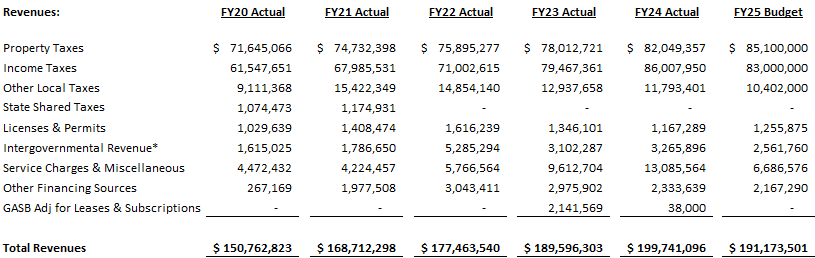 Revenues: FY20 Actual FY21 Actual FY22 Actual FY23 Actual FY24 Actual FY25 Budget
Property Taxes $ 71,645,066 $ 74,732,398 $ 75,895,277 $ 78,012,721 $ 82,049,357 $ 85,100,000
Income Taxes 61,547,651 67,985,531 71,002,615 79,467,361 86,007,950 83,000,000
Other Local Taxes 9,111,368 15,422,349 14,854,140 12,937,658 11,793,401 10,402,000
State Shared Taxes 1,074,473 1,174,931 - - - -
Licenses & Permits 1,029,639 1,408,474 1,616,239 1,346,101 1,167,289 1,255,875
Intergovernmental Revenue* 1,615,025 1,786,650 5,285,294 3,102,287 3,265,896 2,561,760
Service Charges & Miscellaneous 4,472,432 4,224,457 5,766,564 9,612,704 13,085,564 6,686,576
Other Financing Sources 267,169 1,977,508 3,043,411 2,975,902 2,333,639 2,167,290
GASB Adj for Leases & Subscriptions - - - 2,141,569 38,000 -
Total Revenues $ 150,762,823 $ 168,712,298 $ 177,463,540 $ 189,596,303 $ 199,741,096 $ 191,173,501